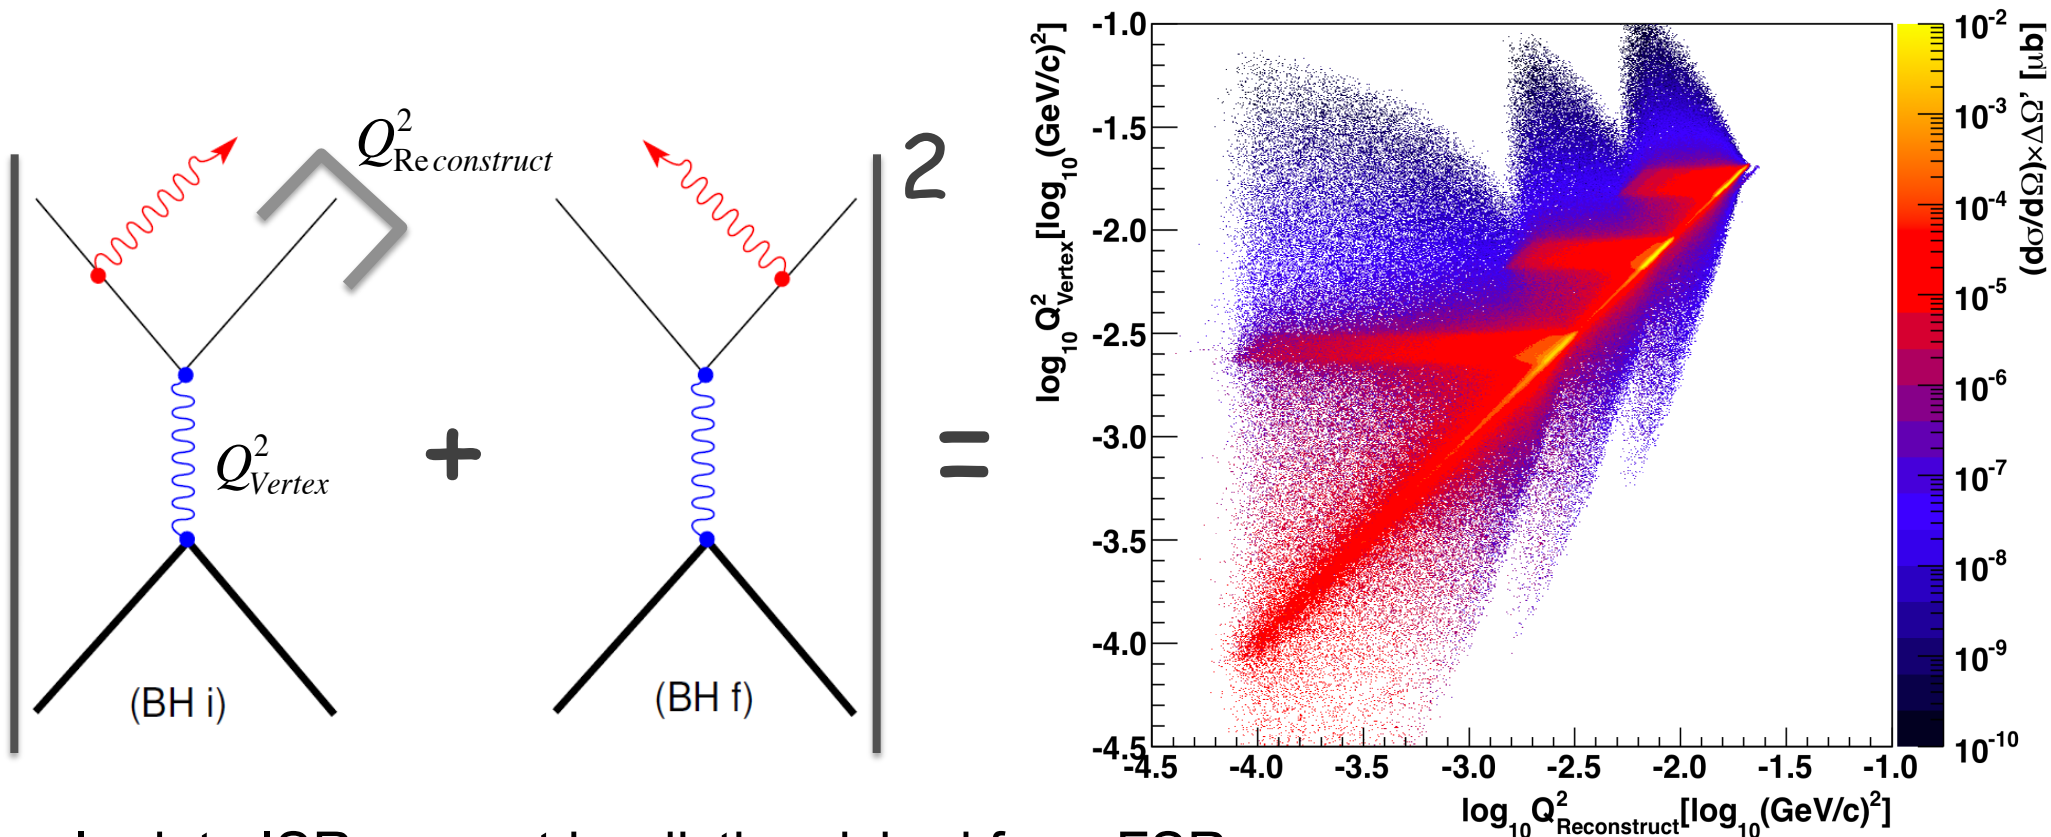 Q²Reconstruct
2
Q²Vertex
+
=
(BH i)
(BH f)
log₁₀Q²Vertex[log₁₀(GeV/c)²]
-1.0
-1.5
-2.0
-2.5
-3.0
-3.5
-4.0
-4.5
-4.5 -4.0 -3.5 -3.0 -2.5 -2.0 -1.5 -1.0
log₁₀Q²Reconstruct[log₁₀(GeV/c)²]
10⁻²
10⁻³
10⁻⁴
10⁻⁵
10⁻⁶
10⁻⁷
10⁻⁸
10⁻⁹
10⁻¹⁰
(dσ/dΩ)×∇Ω' [μb]